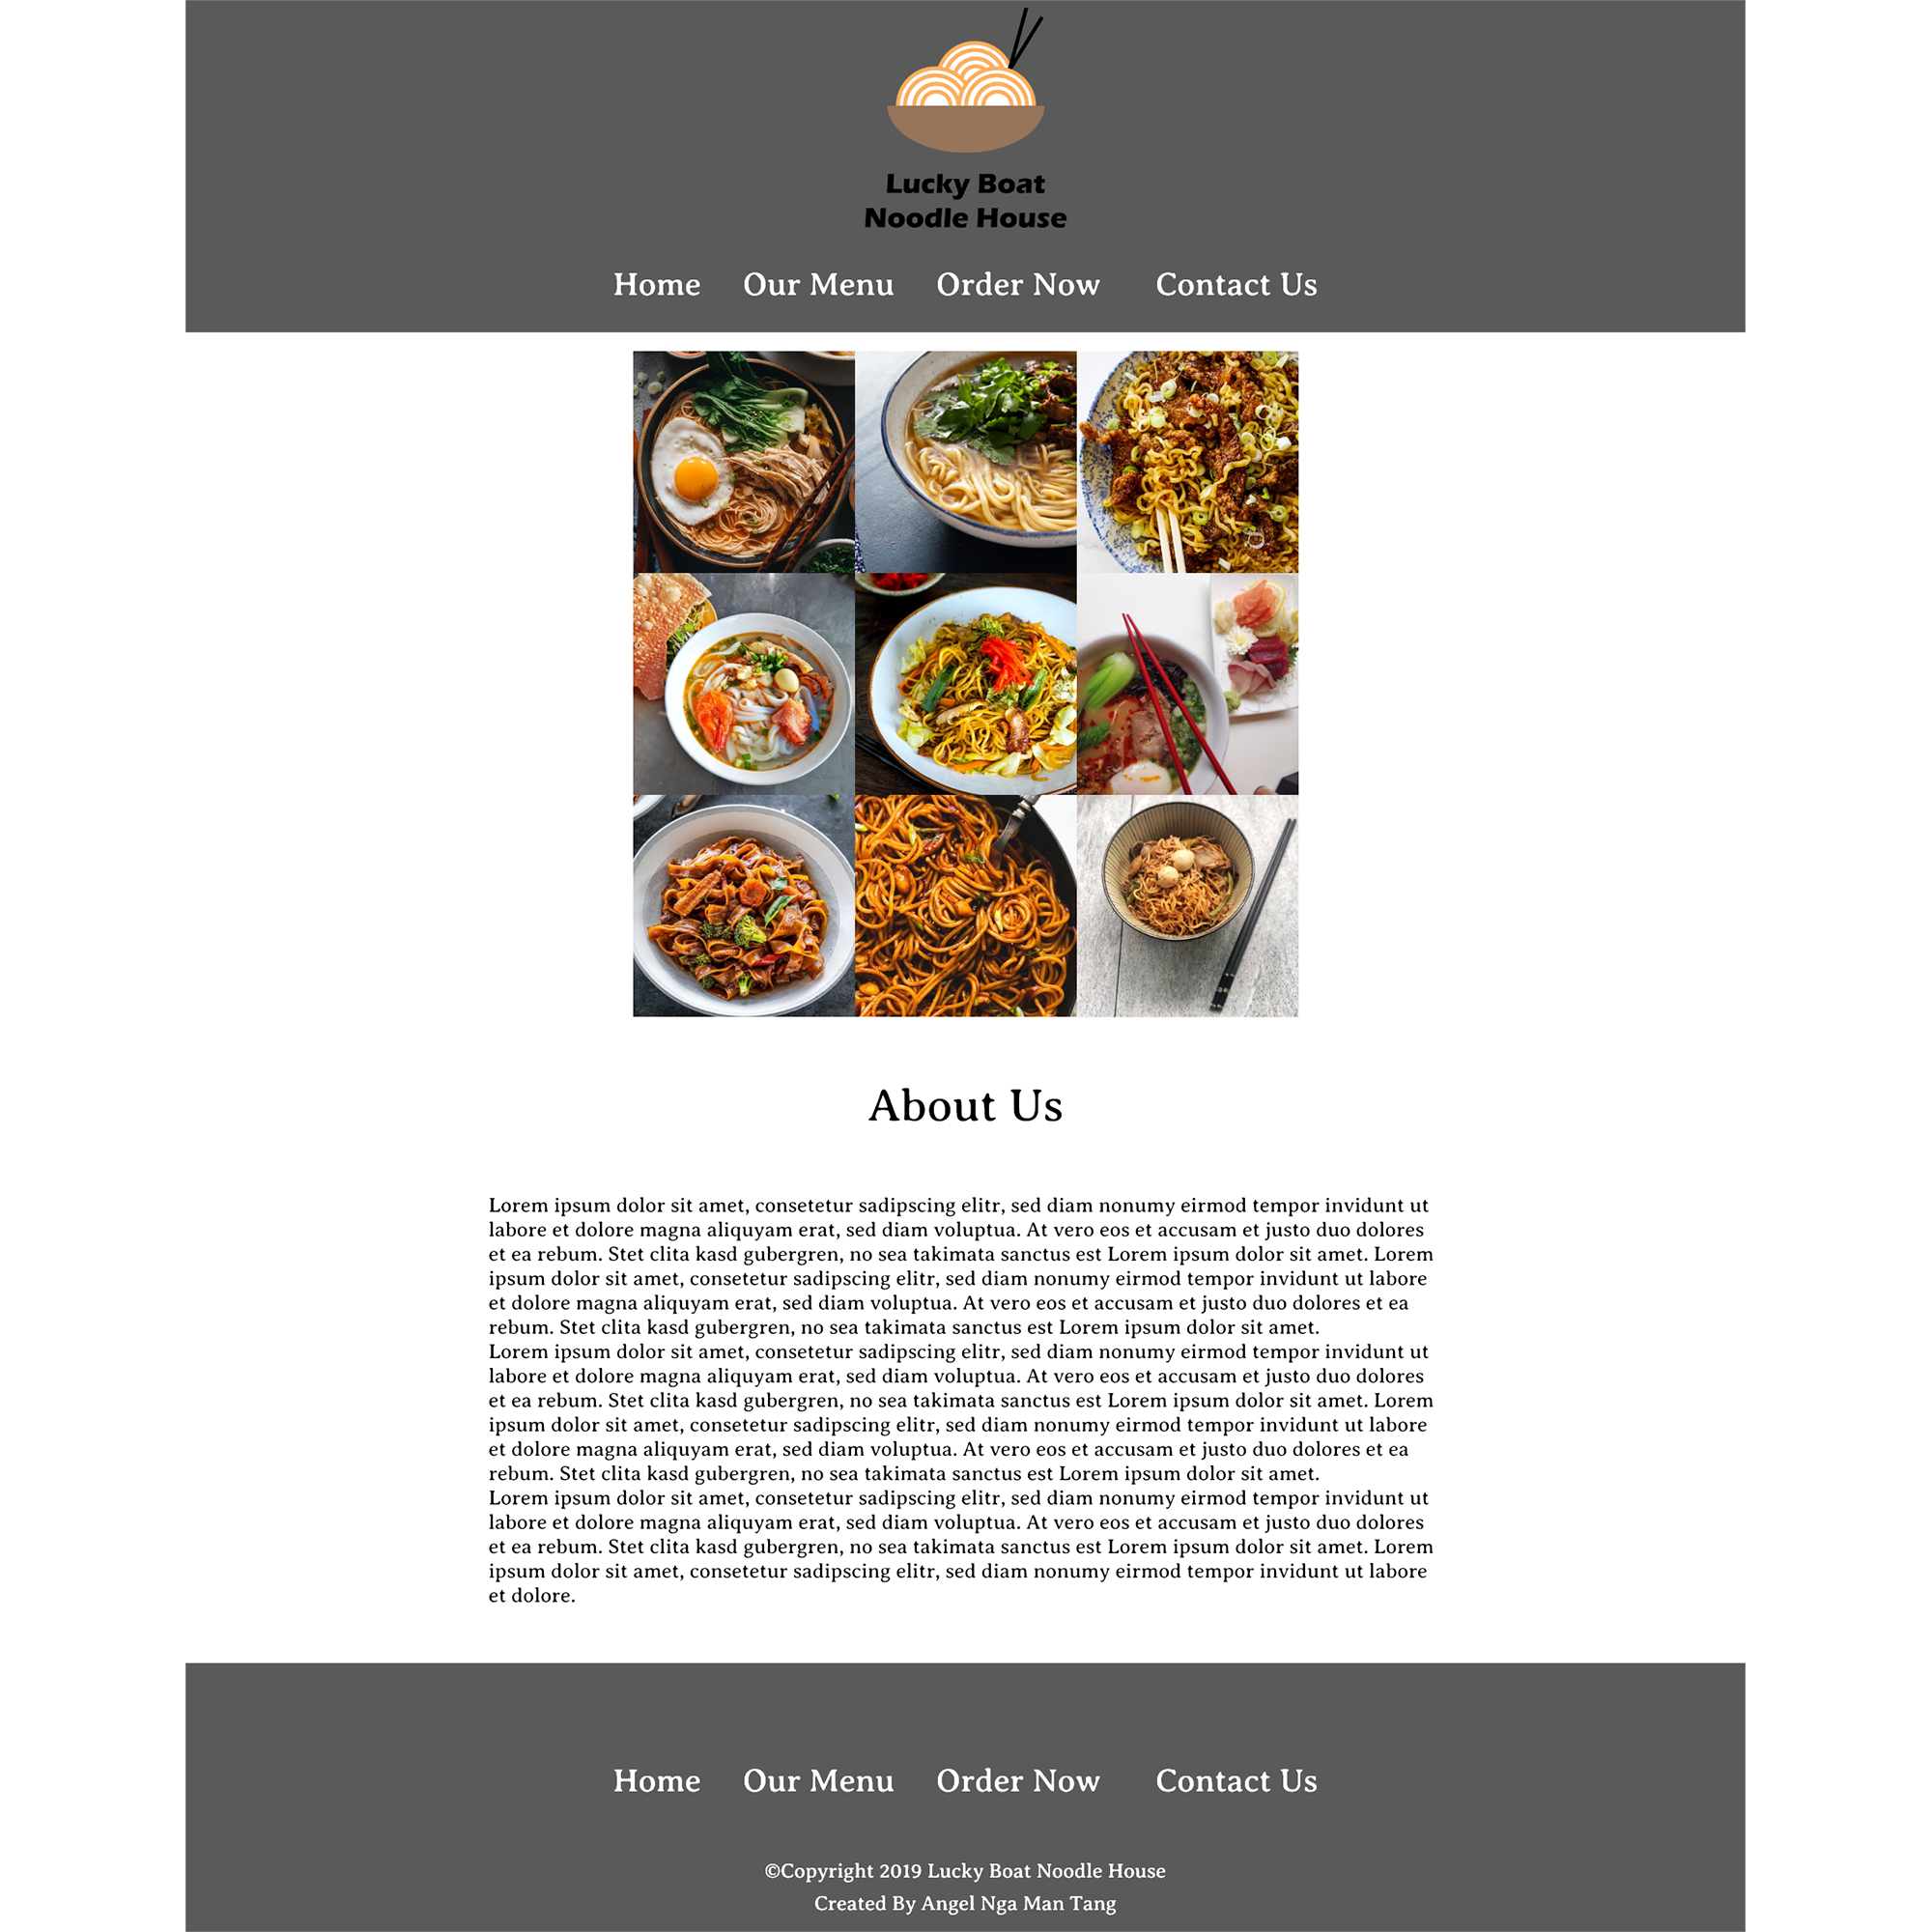 Lucky Boat
Noodle House
Home Our Menu Order Now Contact Us
About Us
Lorem ipsum dolor sit amet, consetetur sadipscing elitr, sed diam nonumy eirmod tempor invidunt ut
labore et dolore magna aliquyam erat, sed diam voluptua. At vero eos et accusam et justo duo dolores
et ea rebum. Stet clita kasd gubergren, no sea takimata sanctus est Lorem ipsum dolor sit amet. Lorem
ipsum dolor sit amet, consetetur sadipscing elitr, sed diam nonumy eirmod tempor invidunt ut labore
et dolore magna aliquyam erat, sed diam voluptua. At vero eos et accusam et justo duo dolores et ea
rebum. Stet clita kasd gubergren, no sea takimata sanctus est Lorem ipsum dolor sit amet.
Lorem ipsum dolor sit amet, consetetur sadipscing elitr, sed diam nonumy eirmod tempor invidunt ut
labore et dolore magna aliquyam erat, sed diam voluptua. At vero eos et accusam et justo duo dolores
et ea rebum. Stet clita kasd gubergren, no sea takimata sanctus est Lorem ipsum dolor sit amet. Lorem
ipsum dolor sit amet, consetetur sadipscing elitr, sed diam nonumy eirmod tempor invidunt ut labore
et dolore magna aliquyam erat, sed diam voluptua. At vero eos et accusam et justo duo dolores et ea
rebum. Stet clita kasd gubergren, no sea takimata sanctus est Lorem ipsum dolor sit amet.
Lorem ipsum dolor sit amet, consetetur sadipscing elitr, sed diam nonumy eirmod tempor invidunt ut
labore et dolore magna aliquyam erat, sed diam voluptua. At vero eos et accusam et justo duo dolores
et ea rebum. Stet clita kasd gubergren, no sea takimata sanctus est Lorem ipsum dolor sit amet. Lorem
ipsum dolor sit amet, consetetur sadipscing elitr, sed diam nonumy eirmod tempor invidunt ut labore
et dolore.
Home Our Menu Order Now Contact Us
©Copyright 2019 Lucky Boat Noodle House
Created By Angel Nga Man Tang